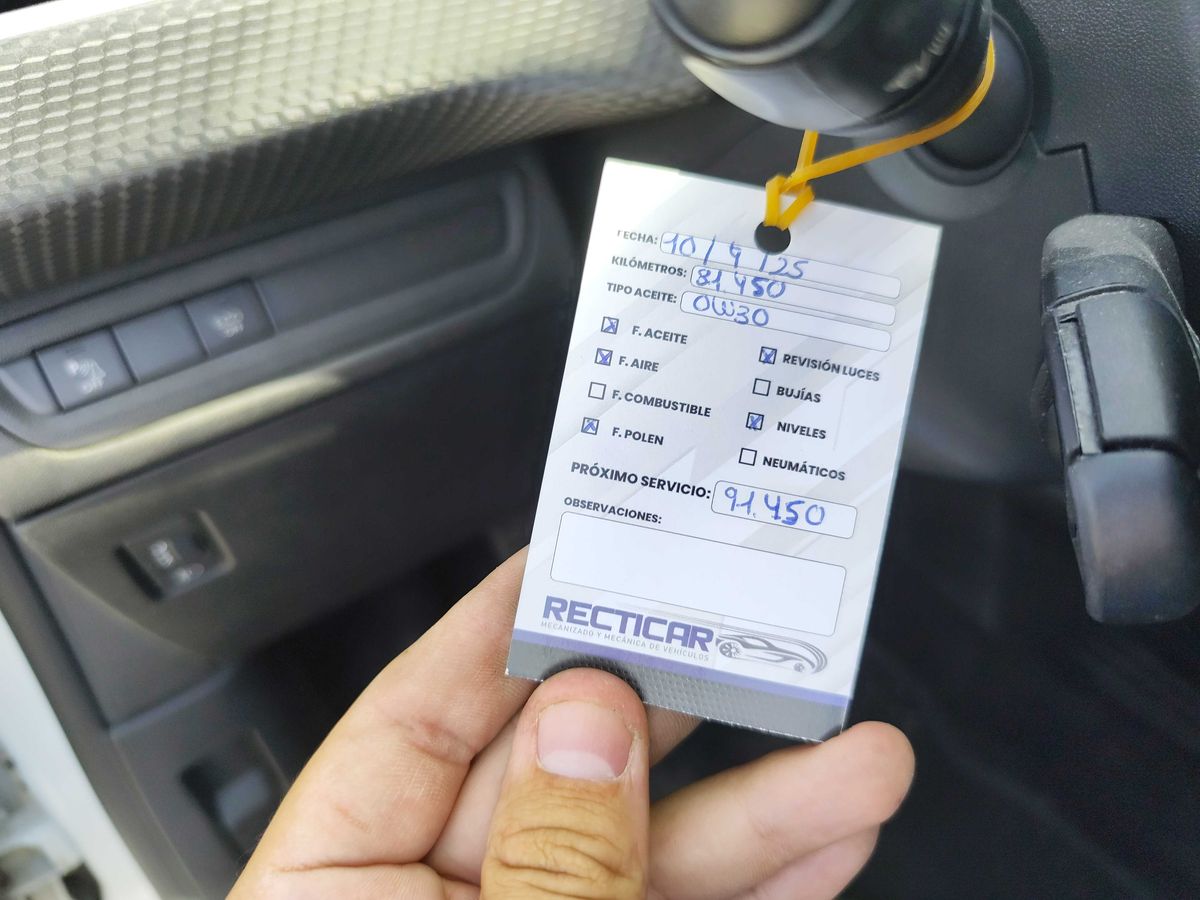 FECHA: 10/4/25
KILÓMETROS: 81.450
TIPO ACEITE: 0W30
F. ACEITE
F. AIRE
F. COMBUSTIBLE
F. POLEN
REVISIÓN LUCES
BUJÍAS
NIVELES
NEUMÁTICOS
PRÓXIMO SERVICIO: 91.450
OBSERVACIONES:
RECTICAR
MECANIZADO Y MECÁNICA DE VEHÍCULOS